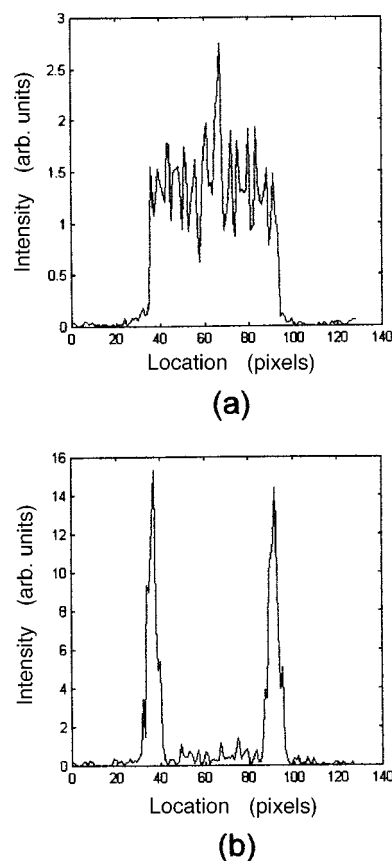 3
2.5
2
1.5
1
0.5
0
Intensity (arb. units)
0 20 40 60 80 100 120 140
Location (pixels)
(a)
16
14
12
10
8
6
4
2
0
Intensity (arb. units)
0 20 40 60 80 100 120 140
Location (pixels)
(b)